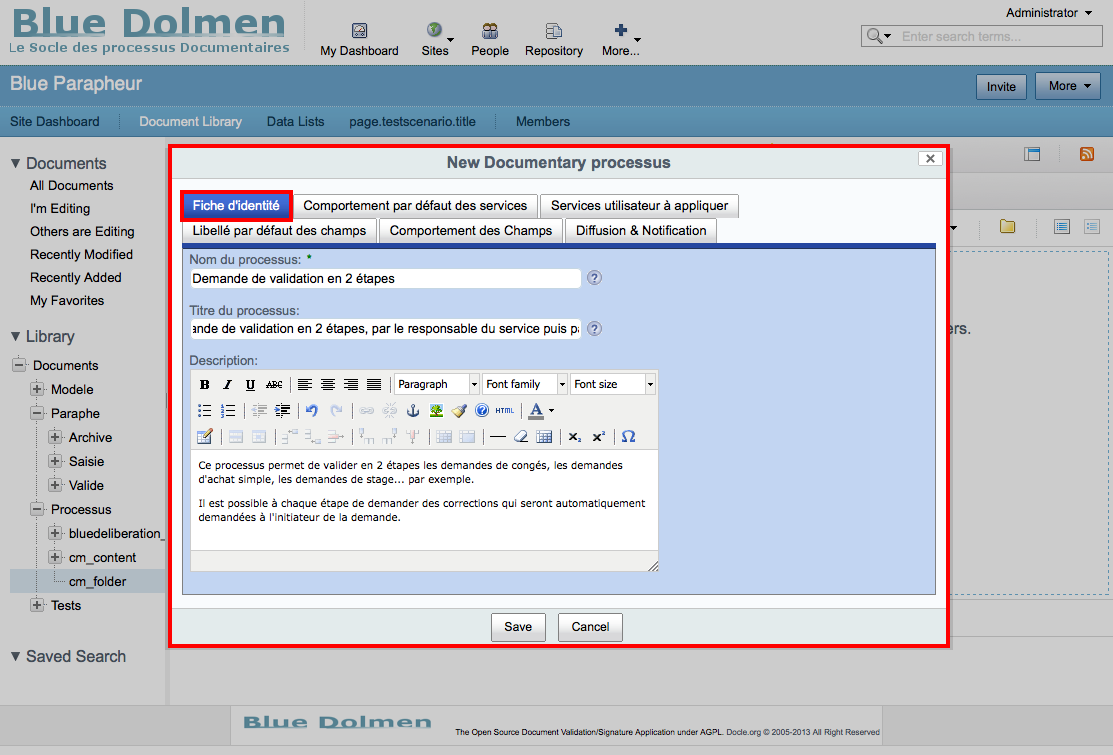 Blue Dolmen
Le Socle des processus Documentaires
My Dashboard
Sites
People
Repository
More...
Administrator
Enter search terms...
Blue Parapheur
Invite
More
Site Dashboard
Document Library
Data Lists
page.testscenario.title
Members
Documents
All Documents
I'm Editing
Others are Editing
Recently Modified
Recently Added
My Favorites
Library
Documents
Modele
Paraphe
Archive
Saisie
Valide
Processus
bluedeliberation_
cm_content
cm_folder
Tests
Saved Search
New Documentary processus
Fiche d'identité
Comportement par défaut des services
Services utilisateur à appliquer
Libellé par défaut des champs
Comportement des Champs
Diffusion & Notification
Nom du processus: *
Demande de validation en 2 étapes
Titre du processus:
ande de validation en 2 étapes, par le responsable du service puis pa
Description:
B I U ABC
Paragraph
Font family
Font size
HTML
A
Ce processus permet de valider en 2 étapes les demandes de congés, les demandes
d'achat simple, les demandes de stage... par exemple.
Il est possible à chaque étape de demander des corrections qui seront automatiquement
demandées à l'initiateur de la demande.
Save
Cancel
ers.
Blue Dolmen
The Open Source Document Validation/Signature Application under AGPL. Docle.org © 2005-2013 All Right Reserved